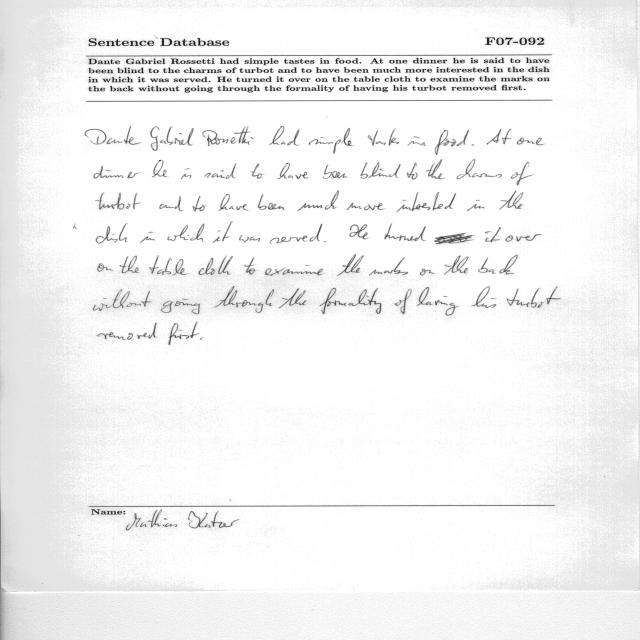 Sentence Database F07-092
Dante Gabriel Rossetti had simple tastes in food. At one dinner he is said to have
been blind to the charms of turbot and to have been much more interested in the dish
in which it was served. He turned it over on the table cloth to examine the marks on
the back without going through the formality of having his turbot removed first.
Dante Gabriel Rossetti had simple tastes in food. At one
dinner he is said to have been blind to the charms of
turbot and to have been much more interested in the
dish in which it was served. He turned it over
on the table cloth to examine the marks on the back
without going through the formality of having his turbot
removed first.
Name: Mathias